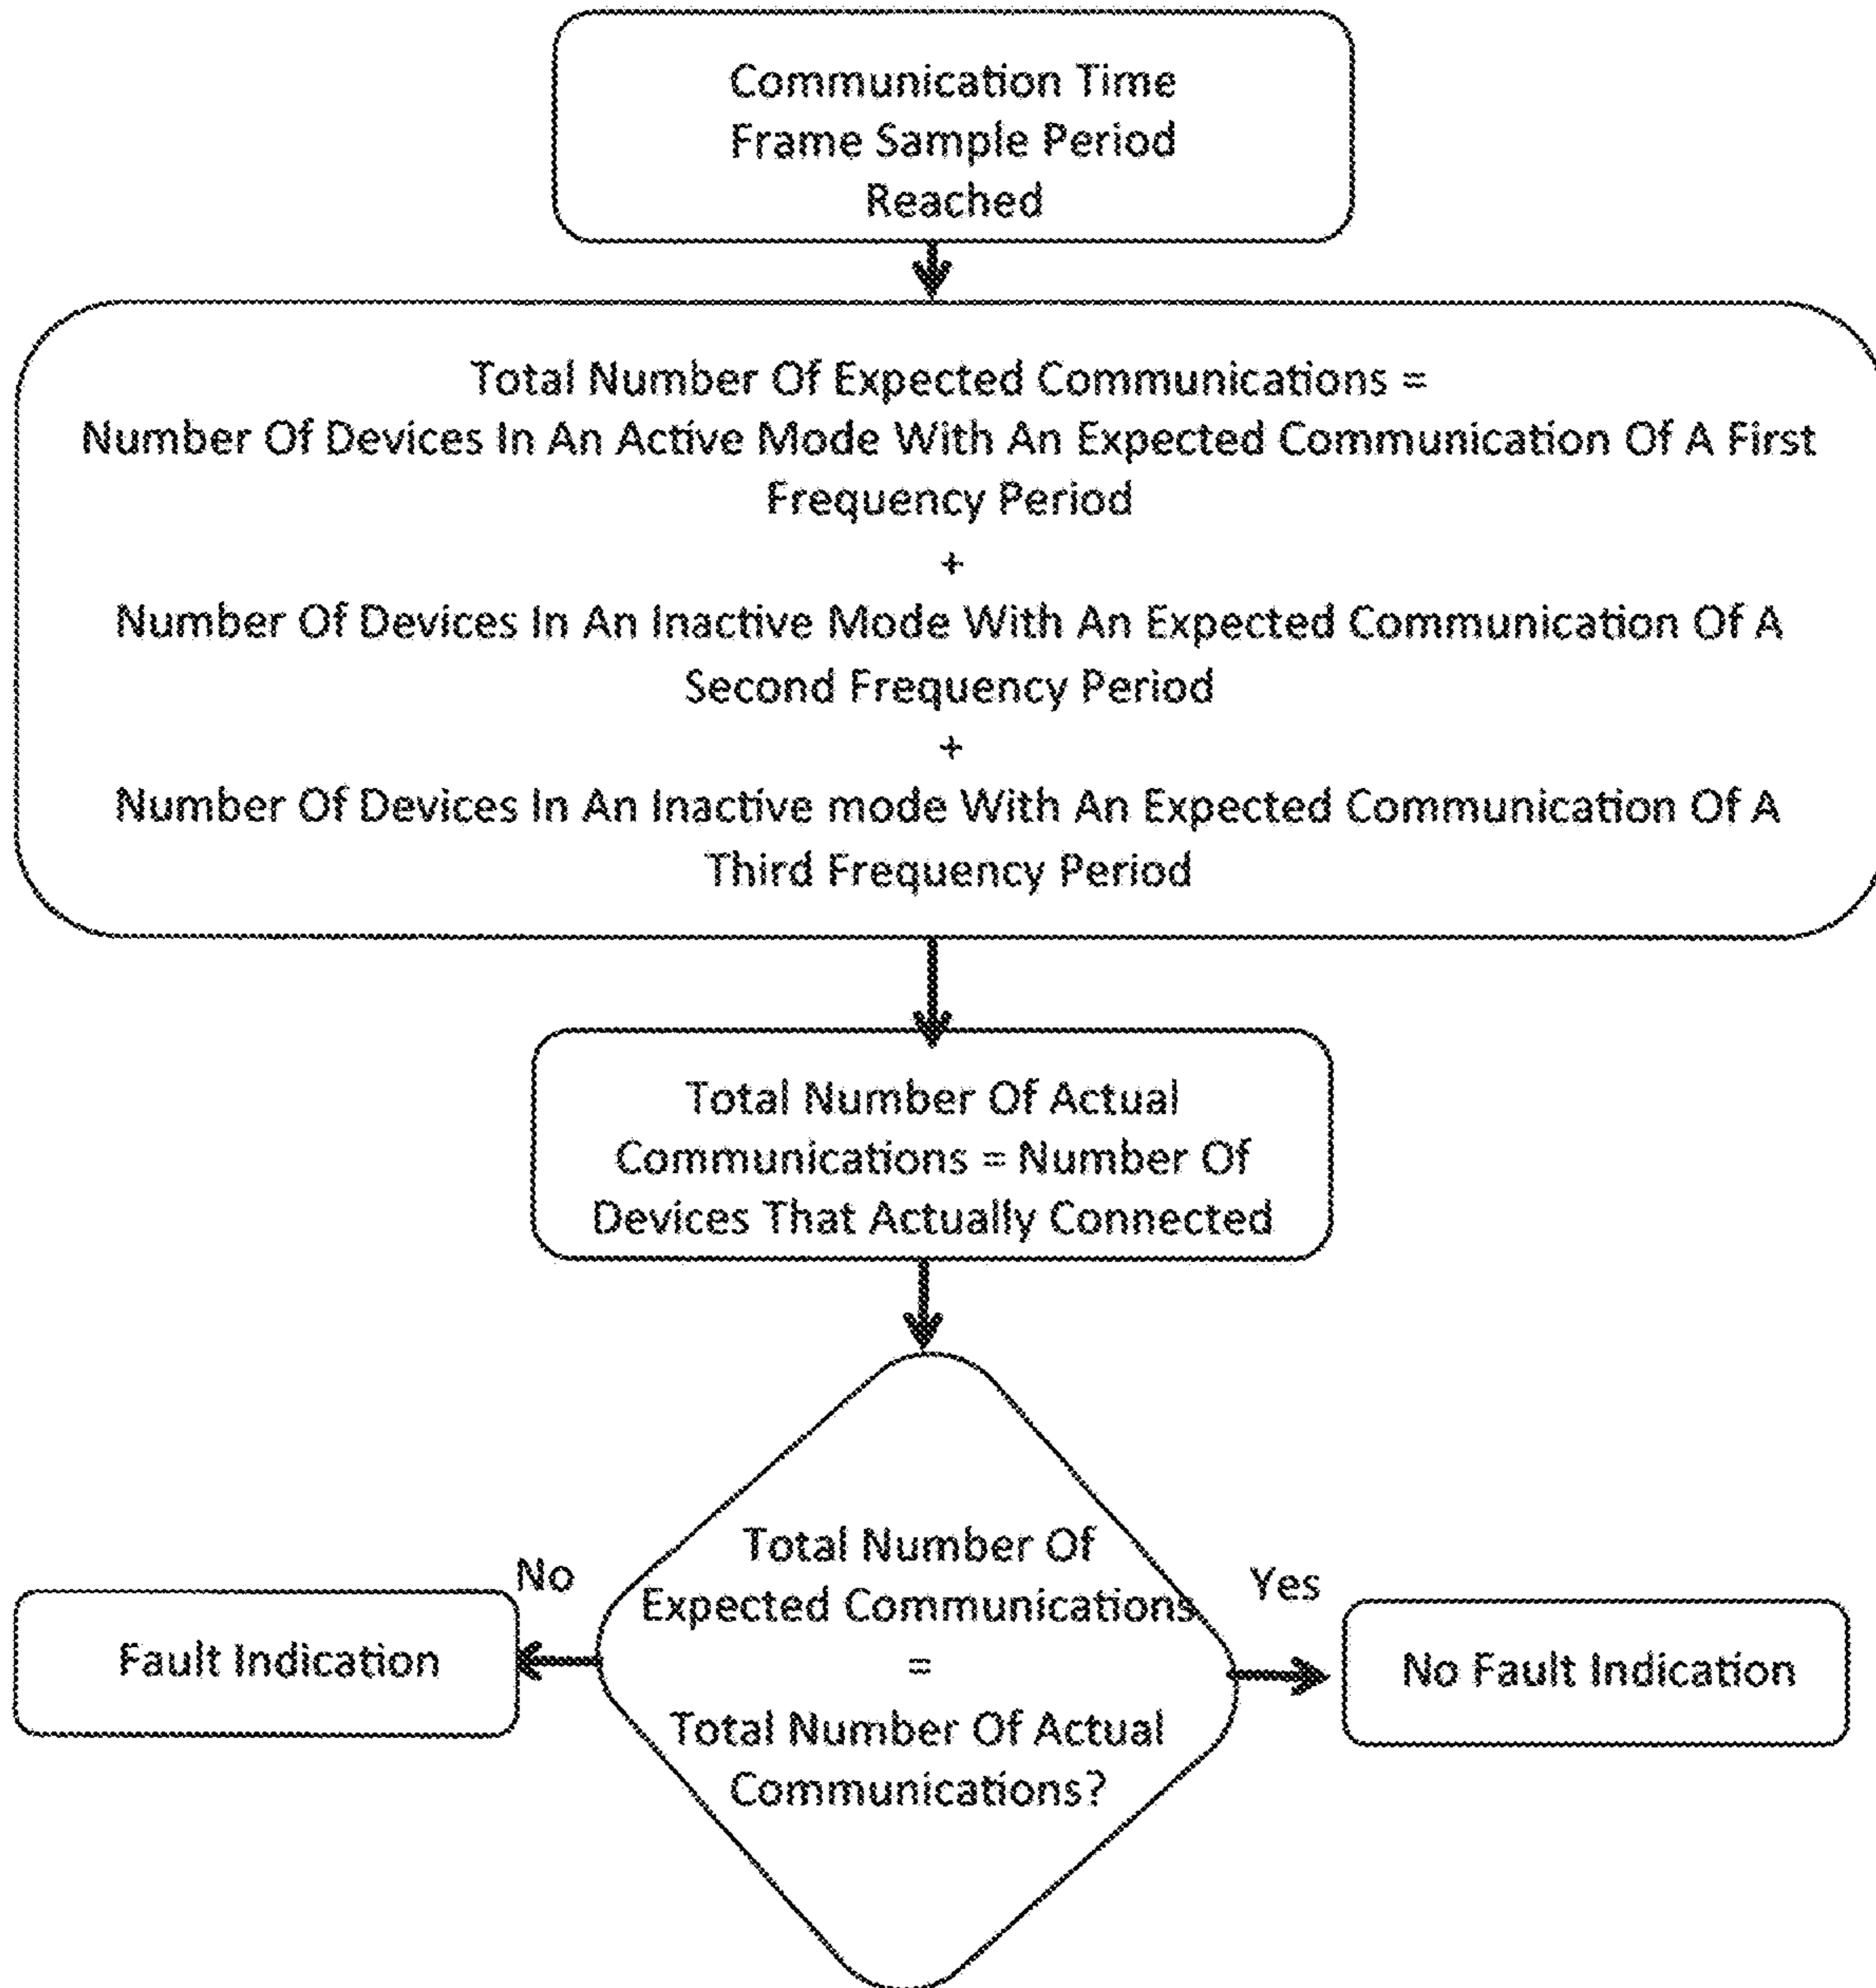 Communication Time
Frame Sample Period
Reached
Total Number Of Expected Communications =
Number Of Devices In An Active Mode With An Expected Communication Of A First
Frequency Period
+
Number Of Devices In An Inactive Mode With An Expected Communication Of A
Second Frequency Period
+
Number Of Devices In An Inactive mode With An Expected Communication Of A
Third Frequency Period
Total Number Of Actual
Communications = Number Of
Devices That Actually Connected
Total Number Of
Expected Communications
=
Total Number Of Actual
Communications?
No
Fault Indication
Yes
No Fault Indication